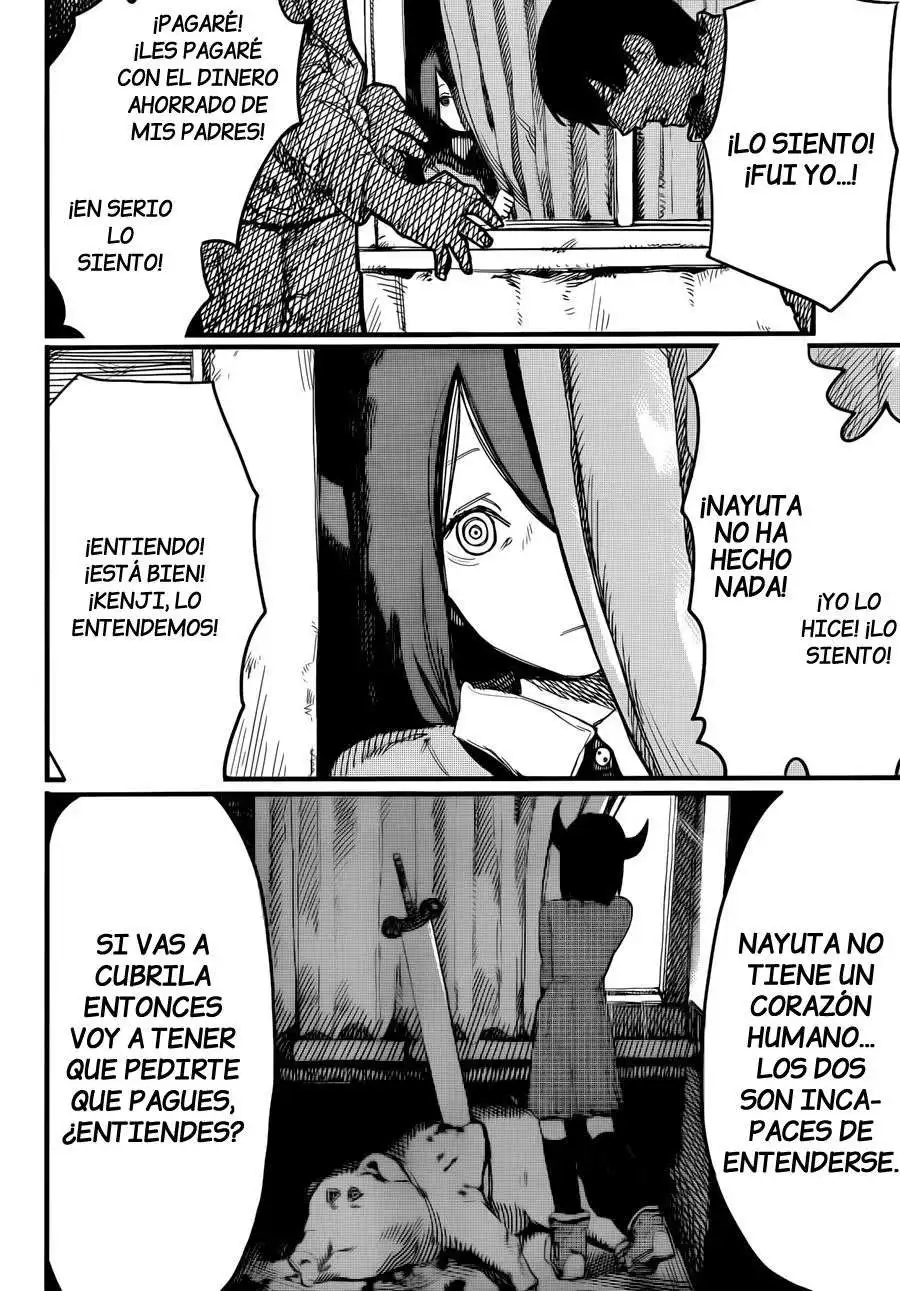 ¡LO SIENTO!
¡FUI YO...!
¡PAGARÉ!
¡LES PAGARÉ
CON EL DINERO
AHORRADO DE
MIS PADRES!
¡EN SERIO
LO
SIENTO!
¡YO LO
HICE! ¡LO
SIENTO!
¡NAYUTA
NO HA
HECHO
NADA!
¡ENTIENDO!
¡ESTÁ BIEN!
¡KENJI, LO
ENTENDEMOS!
NAYUTA NO
TIENE UN
CORAZÓN
HUMANO...
LOS DOS
SON INCA-
PACES DE
ENTENDERSE.
SI VAS A
CUBRILA
ENTONCES
VOY A TENER
QUE PEDIRTE
QUE PAGUES,
¿ENTIENDES?